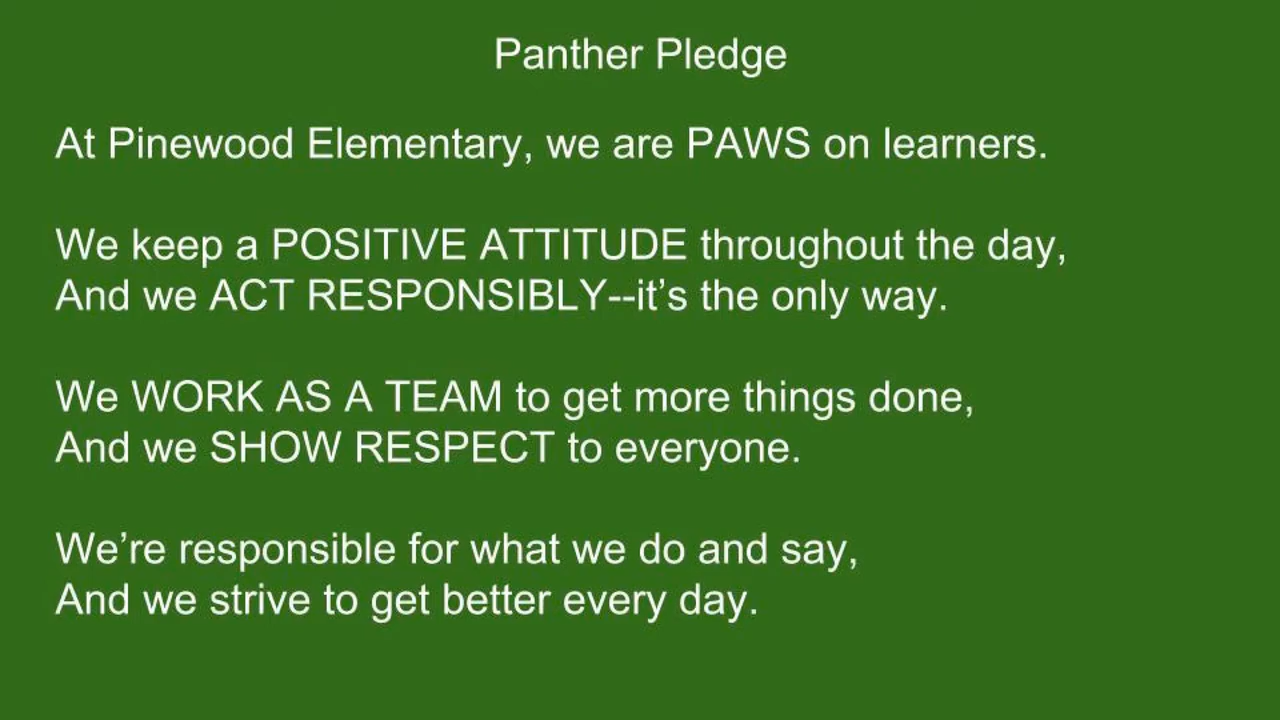 Panther Pledge
At Pinewood Elementary, we are PAWS on learners.
We keep a POSITIVE ATTITUDE throughout the day,
And we ACT RESPONSIBLY--it’s the only way.
We WORK AS A TEAM to get more things done,
And we SHOW RESPECT to everyone.
We’re responsible for what we do and say,
And we strive to get better every day.